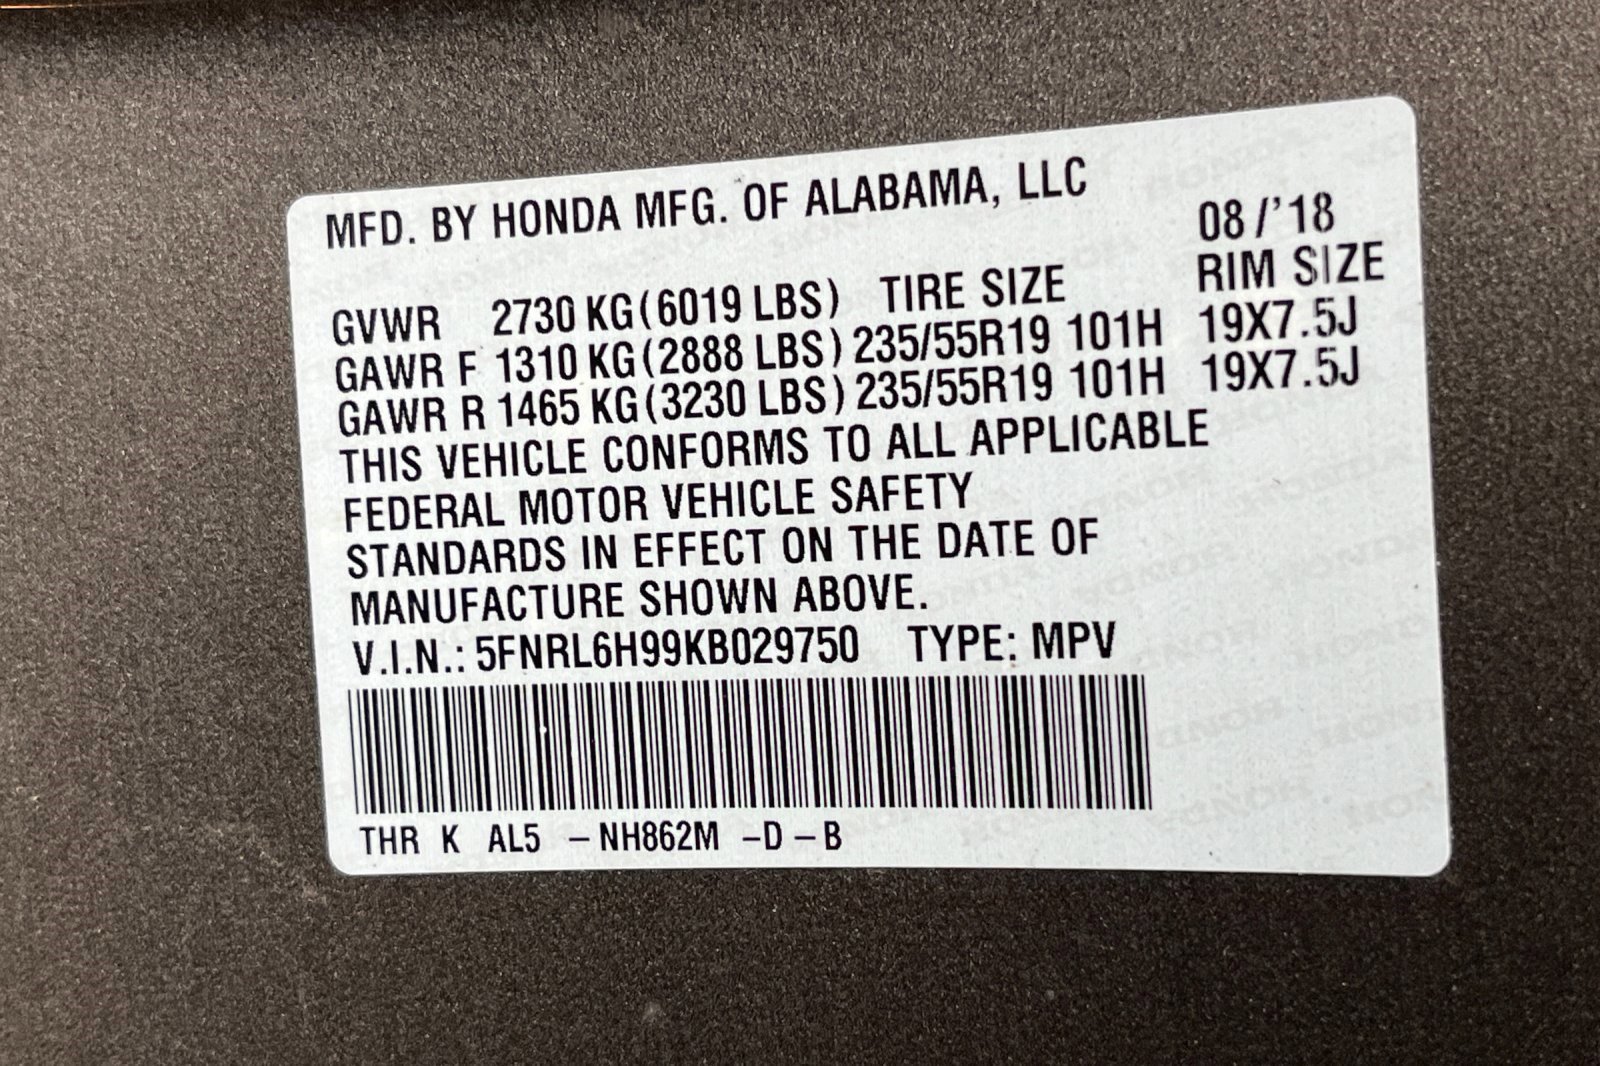 MFD. BY HONDA MFG. OF ALABAMA, LLC
08/'18
GVWR 2730 KG(6019 LBS) TIRE SIZE RIM SIZE
GAWR F 1310 KG(2888 LBS) 235/55R19 101H 19X7.5J
GAWR R 1465 KG(3230 LBS) 235/55R19 101H 19X7.5J
THIS VEHICLE CONFORMS TO ALL APPLICABLE
FEDERAL MOTOR VEHICLE SAFETY
STANDARDS IN EFFECT ON THE DATE OF
MANUFACTURE SHOWN ABOVE.
V.I.N.: 5FNRL6H99KB029750 TYPE: MPV
THR K AL5 -NH862M -D-B